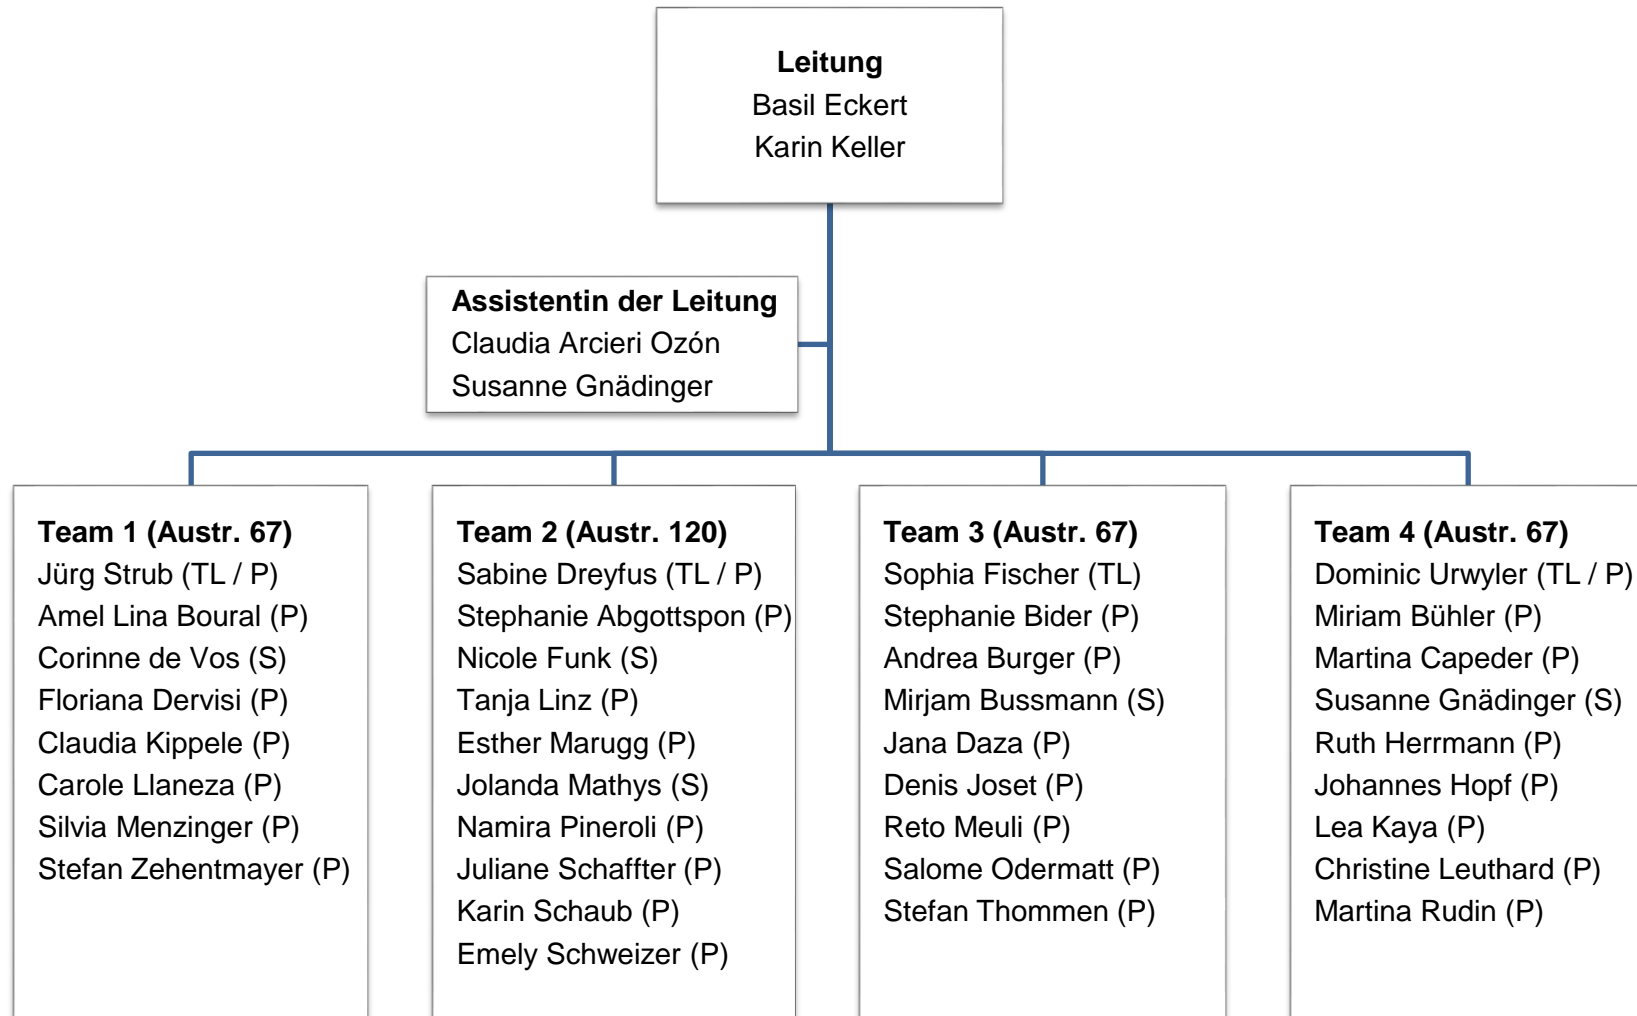 Leitung
Basil Eckert
Karin Keller
Assistentin der Leitung
Claudia Arcieri Ozón
Susanne Gnädinger
Team 1 (Austr. 67)
Jürg Strub (TL / P)
Amel Lina Boural (P)
Corinne de Vos (S)
Floriana Dervisi (P)
Claudia Kippele (P)
Carole Llaneza (P)
Silvia Menzinger (P)
Stefan Zehentmayer (P)
Team 2 (Austr. 120)
Sabine Dreyfus (TL / P)
Stephanie Abgottspon (P)
Nicole Funk (S)
Tanja Linz (P)
Esther Marugg (P)
Jolanda Mathys (S)
Namira Pineroli (P)
Juliane Schaffter (P)
Karin Schaub (P)
Emely Schweizer (P)
Team 3 (Austr. 67)
Sophia Fischer (TL)
Stephanie Bider (P)
Andrea Burger (P)
Mirjam Bussmann (S)
Jana Daza (P)
Denis Joset (P)
Reto Meuli (P)
Salome Odermatt (P)
Stefan Thommen (P)
Team 4 (Austr. 67)
Dominic Urwyler (TL / P)
Miriam Bühler (P)
Martina Capeder (P)
Susanne Gnädinger (S)
Ruth Herrmann (P)
Johannes Hopf (P)
Lea Kaya (P)
Christine Leuthard (P)
Martina Rudin (P)